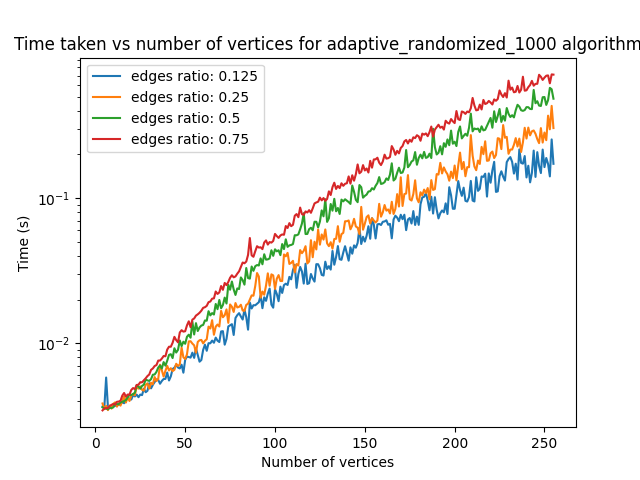 Time taken vs number of vertices for adaptive_randomized_1000 algorithm
edges ratio: 0.125
edges ratio: 0.25
edges ratio: 0.5
edges ratio: 0.75
10⁻¹
10⁻²
Time (s)
0 50 100 150 200 250
Number of vertices